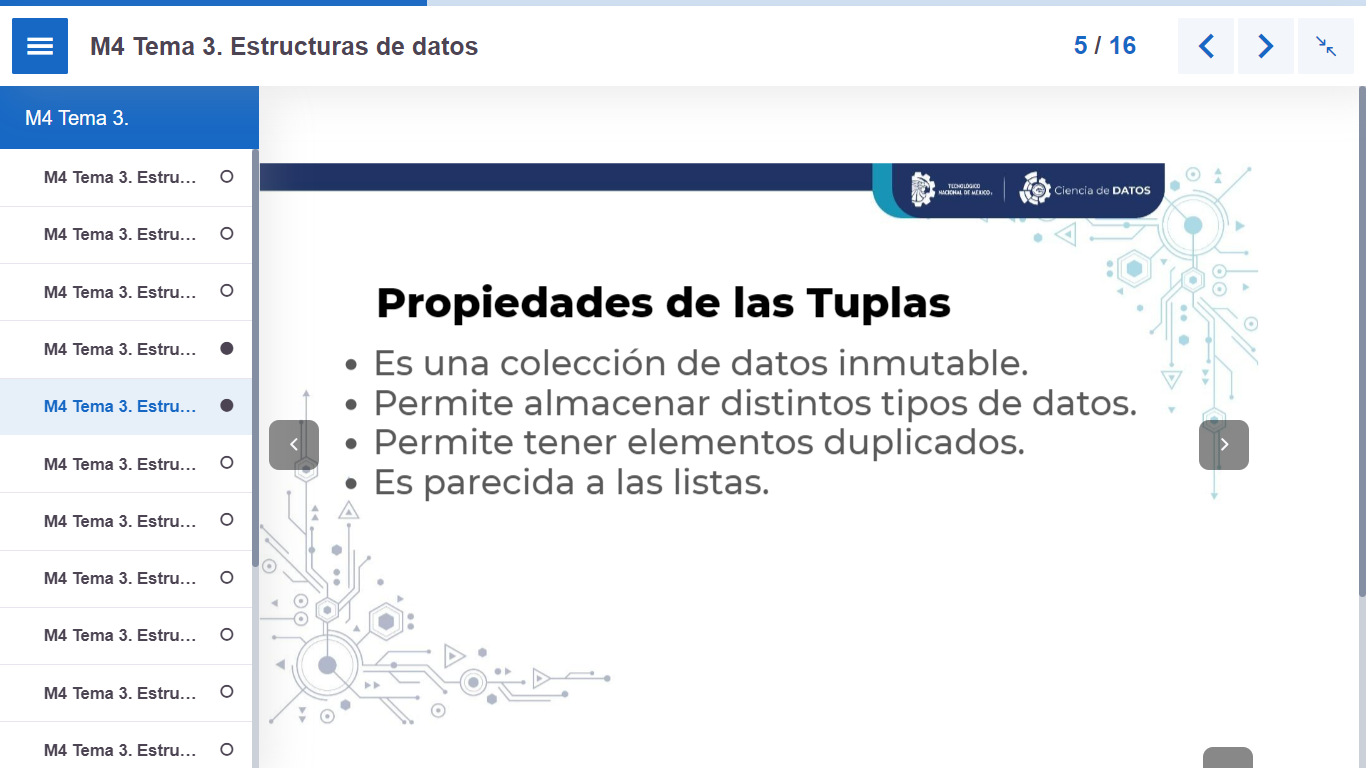 M4 Tema 3. Estructuras de datos
5 / 16
M4 Tema 3.
M4 Tema 3. Estru...
M4 Tema 3. Estru...
M4 Tema 3. Estru...
M4 Tema 3. Estru...
M4 Tema 3. Estru...
M4 Tema 3. Estru...
M4 Tema 3. Estru...
M4 Tema 3. Estru...
M4 Tema 3. Estru...
M4 Tema 3. Estru...
M4 Tema 3. Estru...
TECNOLÓGICO
NACIONAL DE MÉXICO
Ciencia de DATOS
Propiedades de las Tuplas
• Es una colección de datos inmutable.
• Permite almacenar distintos tipos de datos.
• Permite tener elementos duplicados.
• Es parecida a las listas.